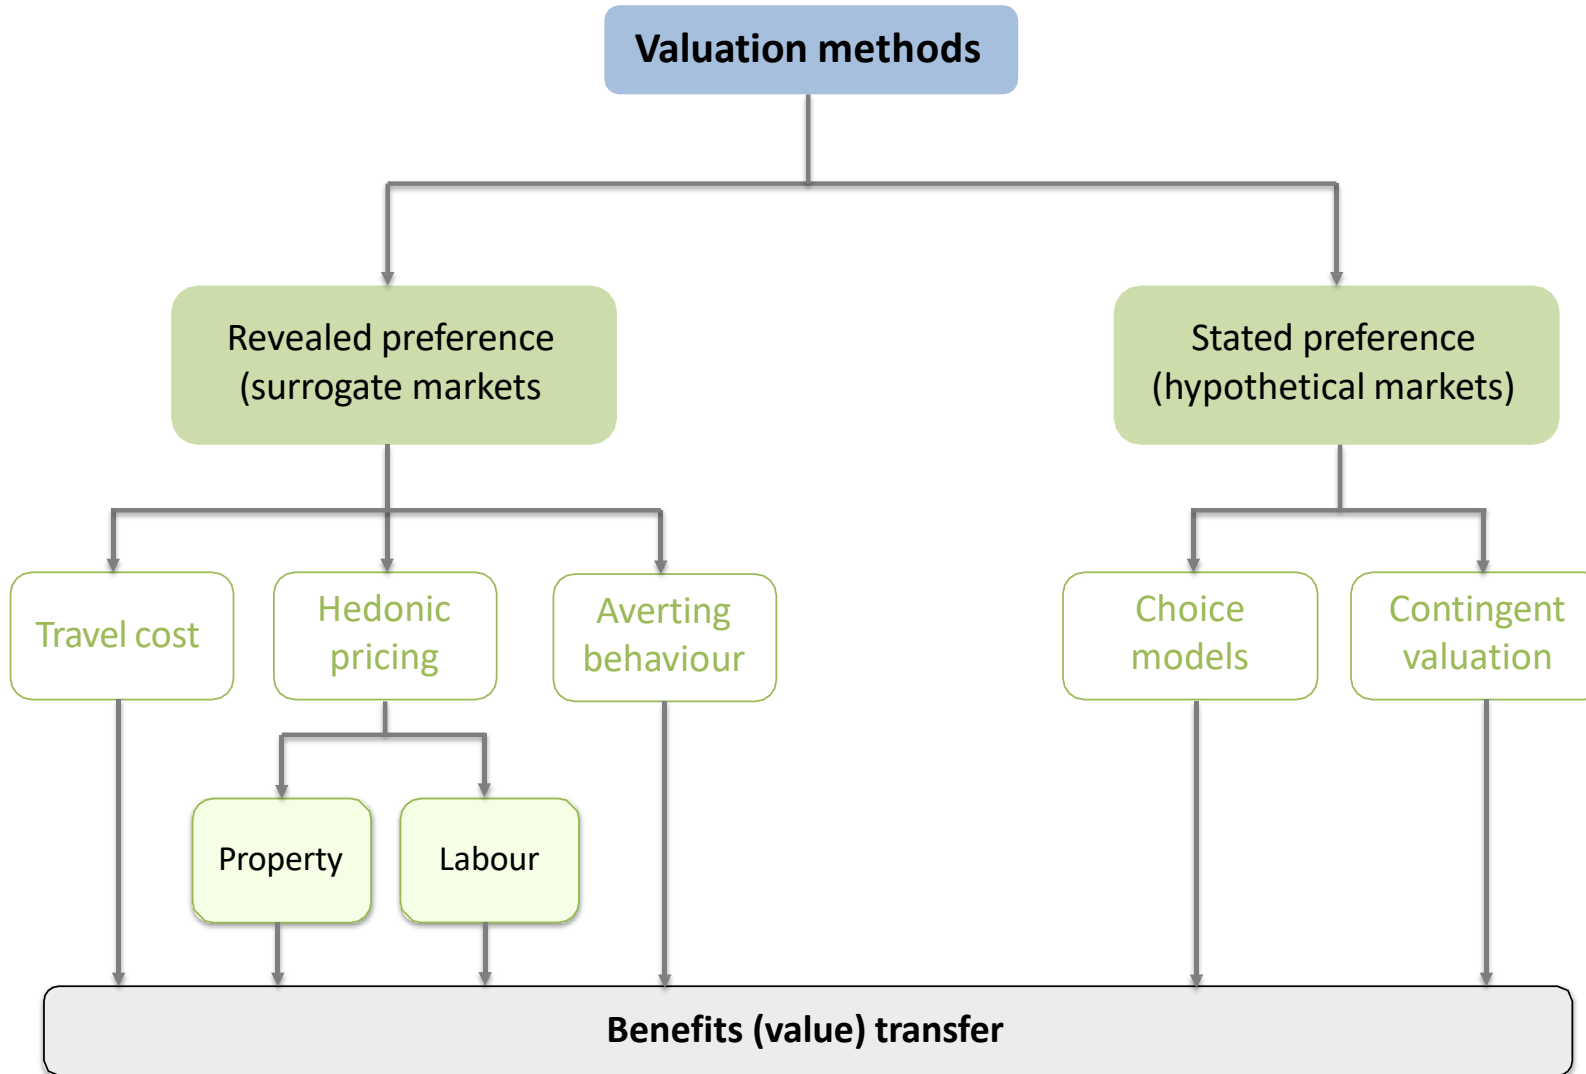 Valuation methods
Revealed preference
(surrogate markets
Stated preference
(hypothetical markets)
Travel cost
Hedonic
pricing
Averting
behaviour
Choice
models
Contingent
valuation
Property
Labour
Benefits (value) transfer